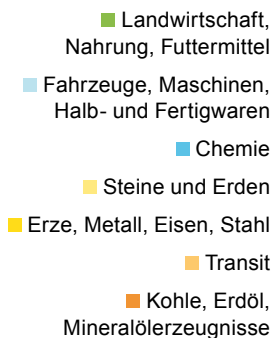 Landwirtschaft,
Nahrung, Futtermittel
Fahrzeuge, Maschinen,
Halb- und Fertigwaren
Chemie
Steine und Erden
Erze, Metall, Eisen, Stahl
Transit
Kohle, Erdöl,
Mineralölerzeugnisse